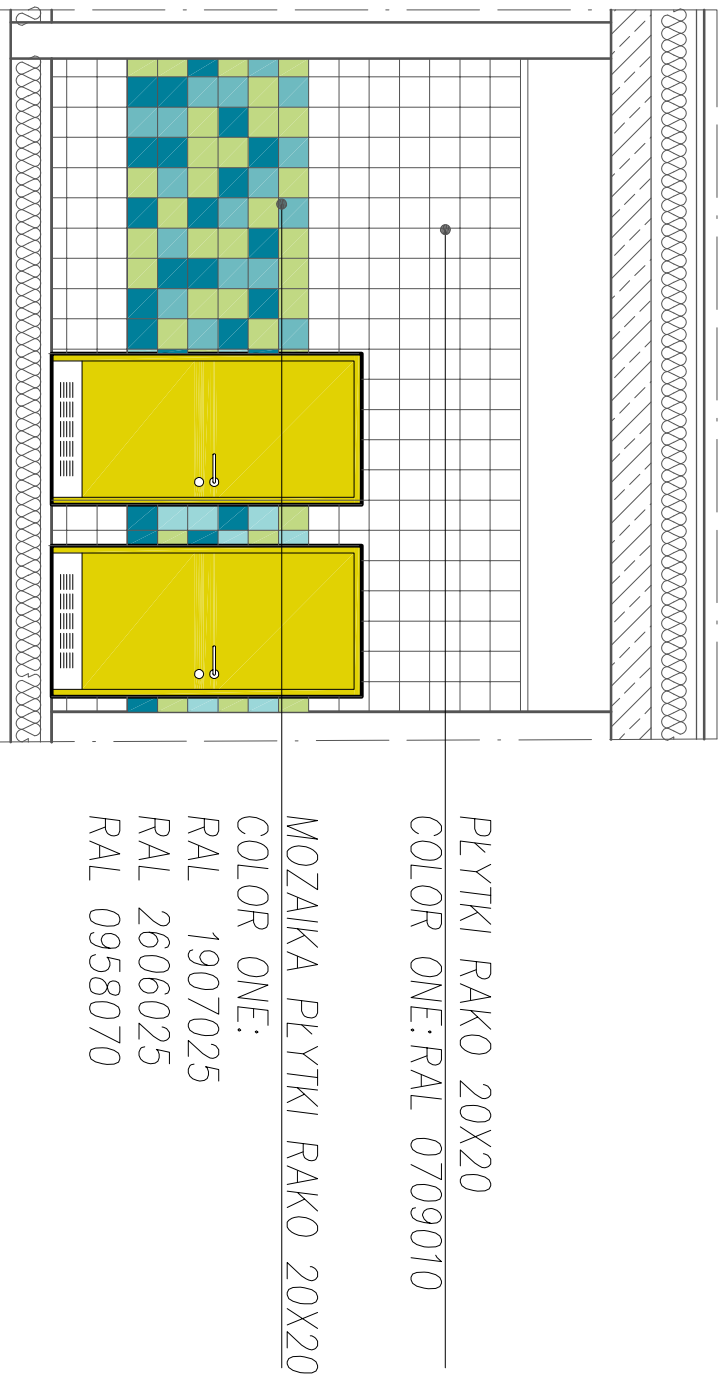 PŁYTKI RAKO 20X20
COLOR ONE:RAL 0709010
MOZAIKA PŁYTKI RAKO 20X20
COLOR ONE:
RAL 1907025
RAL 2606025
RAL 0958070